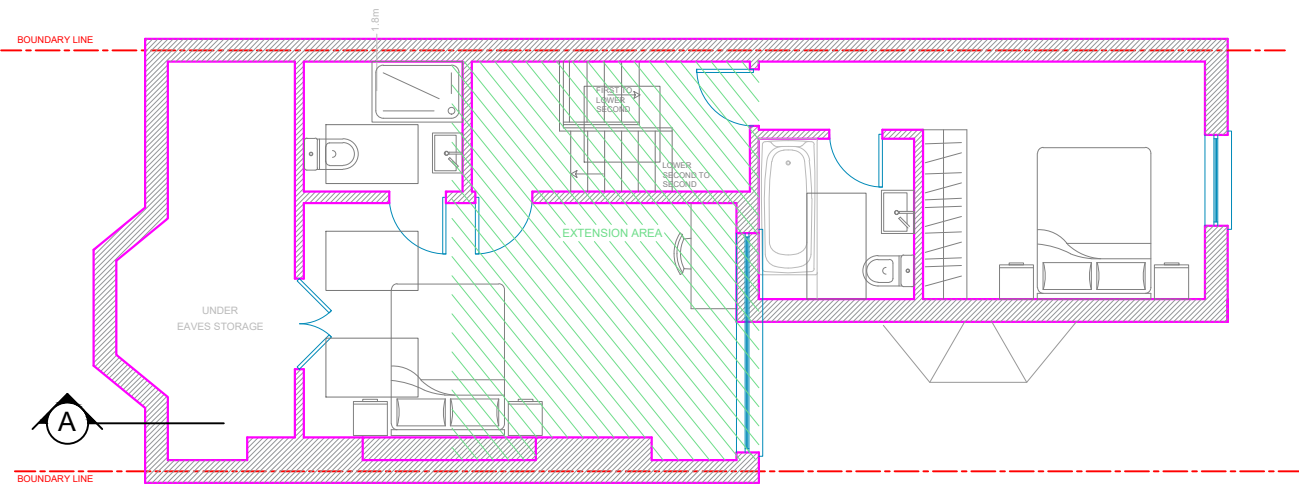 BOUNDARY LINE
1.8m
FIRST TO
LOWER
SECOND
LOWER
SECOND TO
SECOND
EXTENSION AREA
UNDER
EAVES STORAGE
A
BOUNDARY LINE